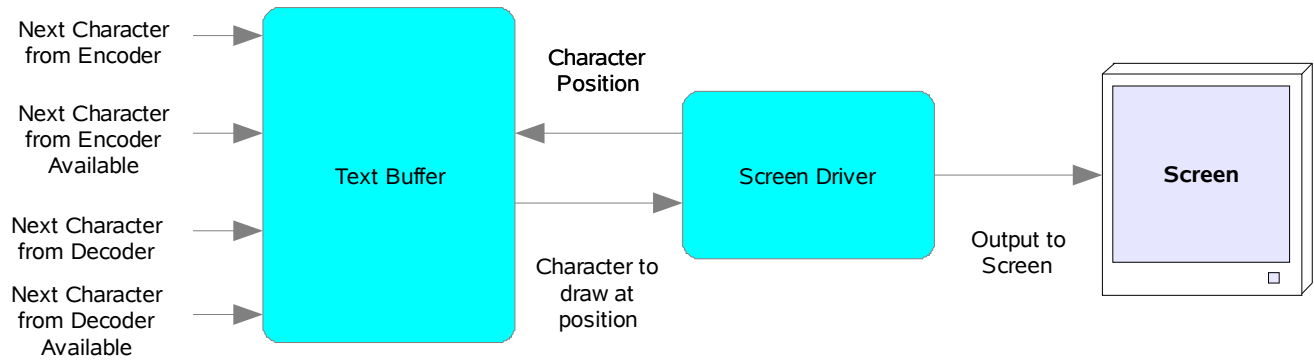 Next Character
from Encoder
Next Character
from Encoder
Available
Next Character
from Decoder
Next Character
from Decoder
Available
Text Buffer
Character
Position
Character to
draw at
position
Screen Driver
Output to
Screen
Screen